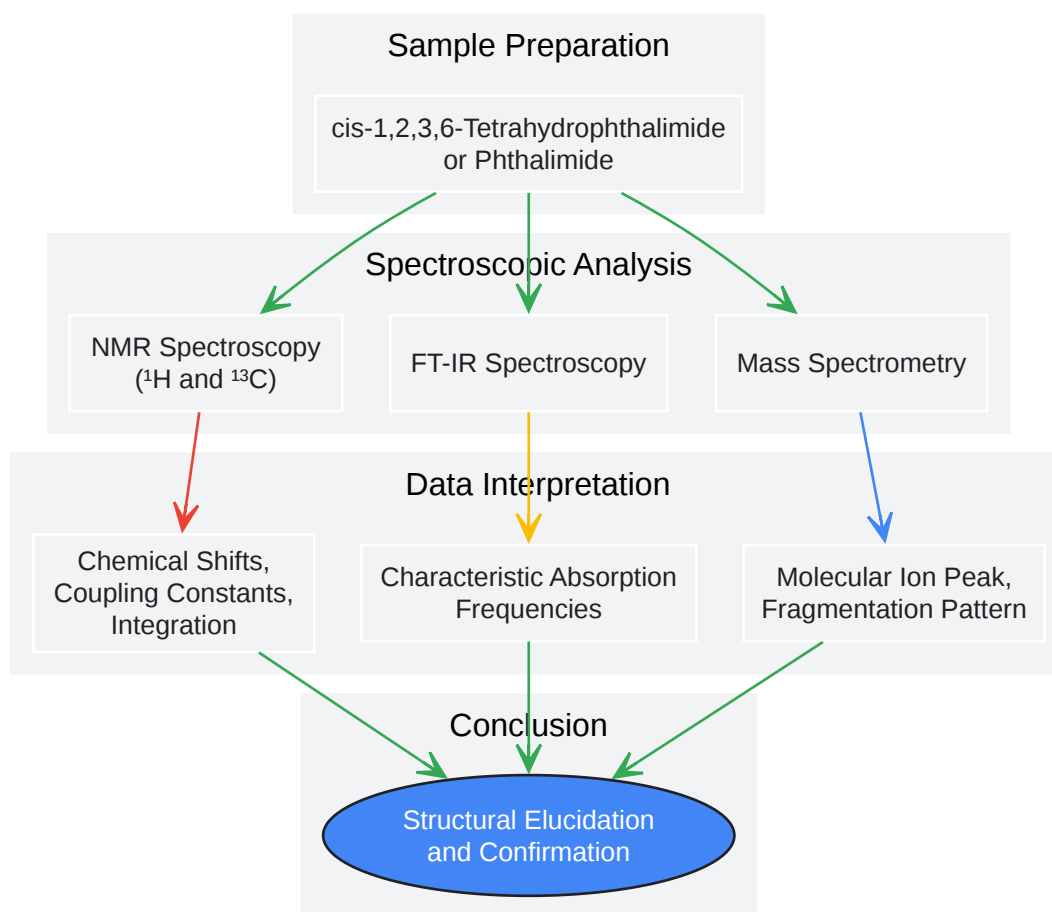 Sample Preparation
cis-1,2,3,6-Tetrahydrophthalimide
or Phthalimide
Spectroscopic Analysis
NMR Spectroscopy
(¹H and ¹³C)
FT-IR Spectroscopy
Mass Spectrometry
Data Interpretation
Chemical Shifts,
Coupling Constants,
Integration
Characteristic Absorption
Frequencies
Molecular Ion Peak,
Fragmentation Pattern
Conclusion
Structural Elucidation
and Confirmation